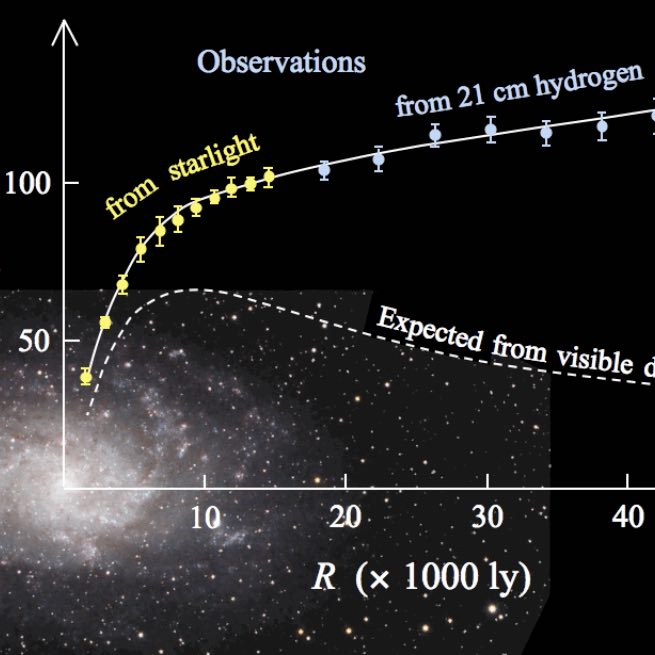 Observations
from 21 cm hydrogen
from starlight
100
Expected from visible d
50
10 20 30 40
R (× 1000 ly)